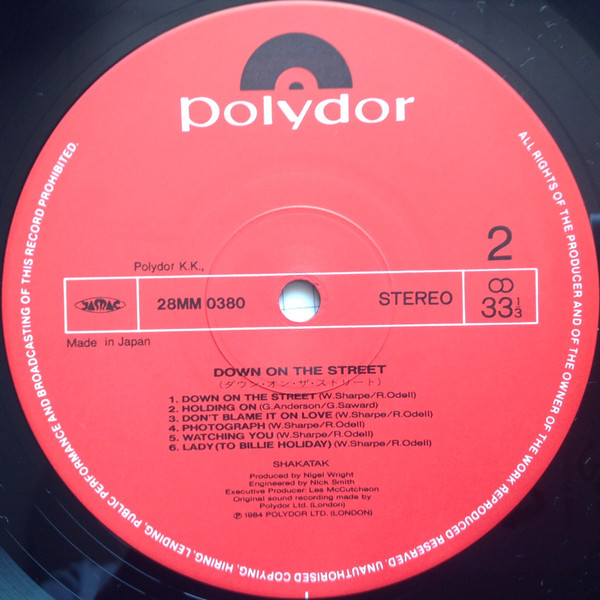 polydor
2
Polydor K.K.,
JASRAC
28MM 0380
STEREO
33 1/3
Made in Japan
DOWN ON THE STREET
(ダウン・オン・ザ・ストリート)
1. DOWN ON THE STREET (W.Sharpe/R.Odell)
2. HOLDING ON (G.Anderson/G.Saward)
3. DON'T BLAME IT ON LOVE (W.Sharpe/R.Odell)
4. PHOTOGRAPH (W.Sharpe/R.Odell)
5. WATCHING YOU (W.Sharpe/R.Odell)
6. LADY (TO BILLIE HOLIDAY) (W.Sharpe/R.Odell)
SHAKATAK
Produced by Nigel Wright
Engineered by Nick Smith
Executive Producer: Les McCutcheon
Original sound recording made by
Polydor Ltd. (London)
℗ 1984 POLYDOR LTD. (LONDON)
ALL RIGHTS OF THE PRODUCER AND OF THE OWNER OF THE WORK REPRODUCED RESERVED. UNAUTHORISED COPYING, HIRING, LENDING, PUBLIC PERFORMANCE AND BROADCASTING OF THIS RECORD PROHIBITED.